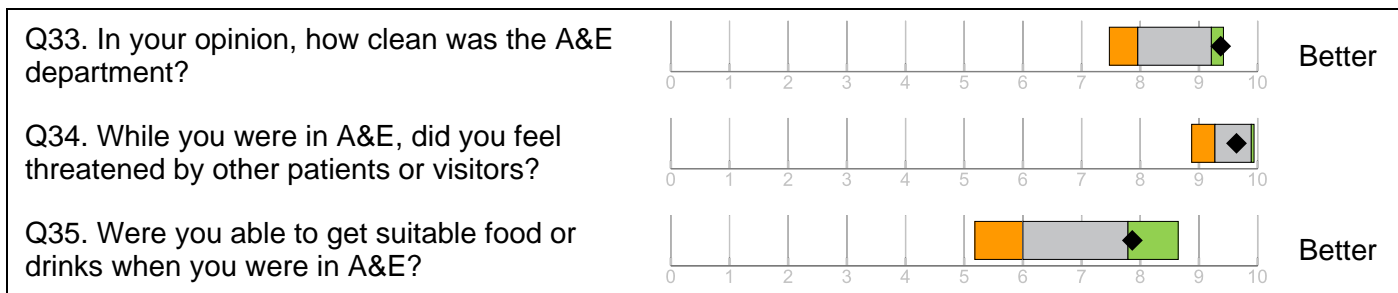 Q33. In your opinion, how clean was the A&E
department?
Better
0 1 2 3 4 5 6 7 8 9 10
Q34. While you were in A&E, did you feel
threatened by other patients or visitors?
0 1 2 3 4 5 6 7 8 9 10
Q35. Were you able to get suitable food or
drinks when you were in A&E?
Better
0 1 2 3 4 5 6 7 8 9 10